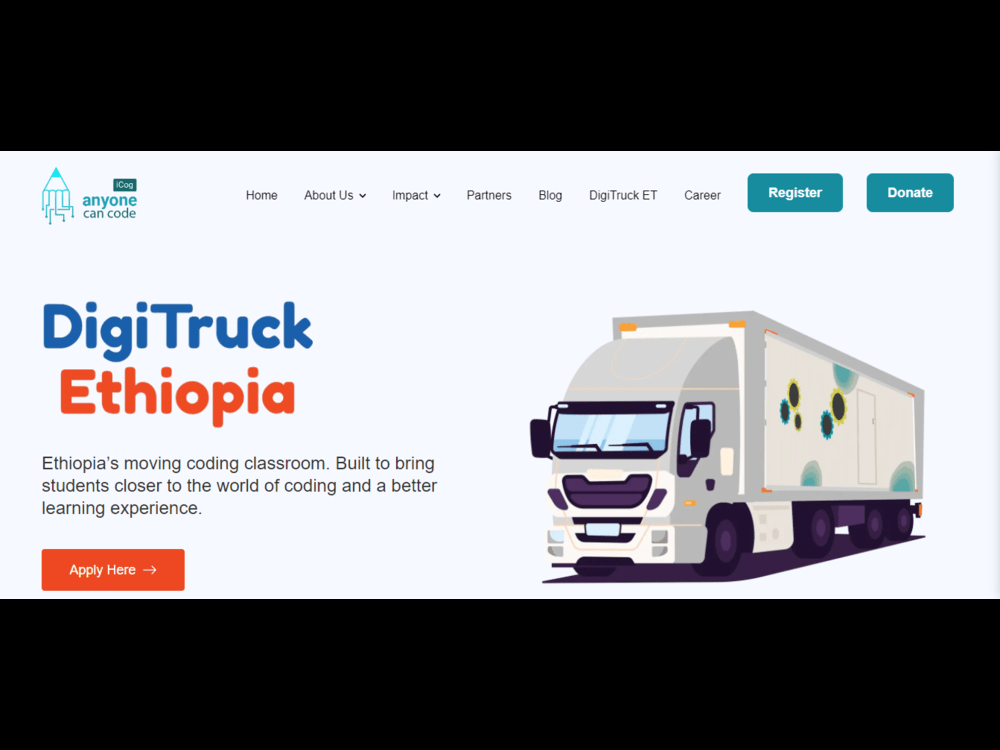 iCog
anyone
can code
Home About Us Impact Partners Blog DigiTruck ET Career Register Donate
DigiTruck
Ethiopia
Ethiopia’s moving coding classroom. Built to bring
students closer to the world of coding and a better
learning experience.
Apply Here